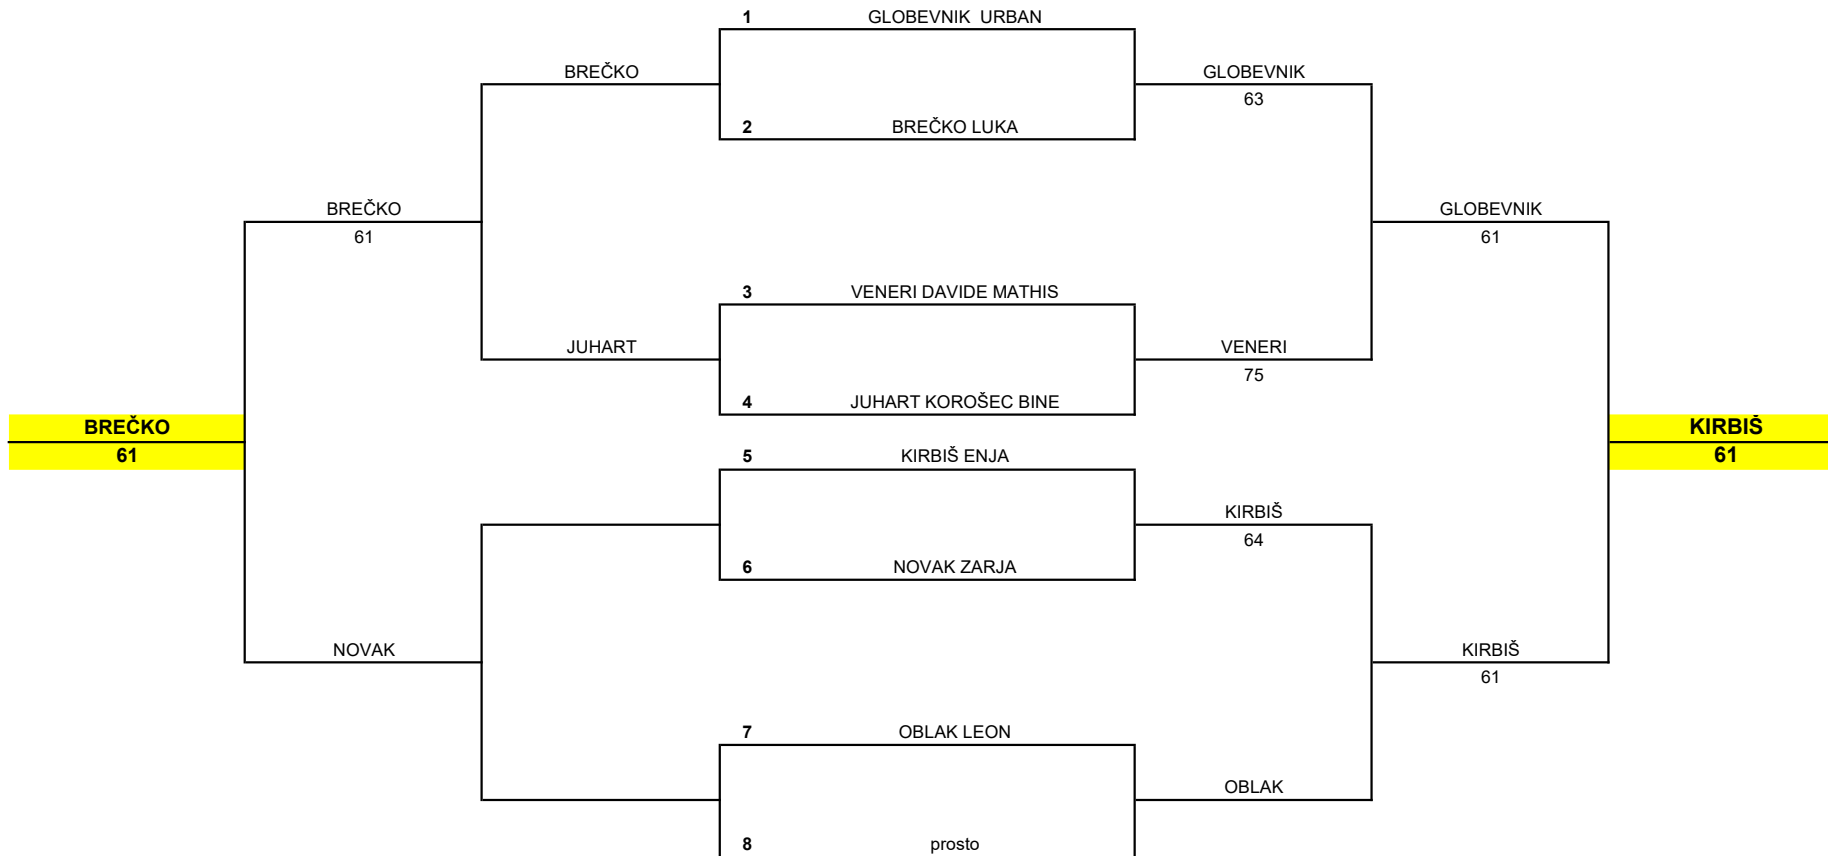 1 GLOBEVNIK URBAN
BREČKO GLOBEVNIK
63
2 BREČKO LUKA
BREČKO GLOBEVNIK
61 61
3 VENERI DAVIDE MATHIS
JUHART VENERI
75
4 JUHART KOROŠEC BINE
BREČKO KIRBIŠ
61 5 KIRBIŠ ENJA 61
KIRBIŠ
64
6 NOVAK ZARJA
NOVAK KIRBIŠ
61
7 OBLAK LEON
OBLAK
8 prosto